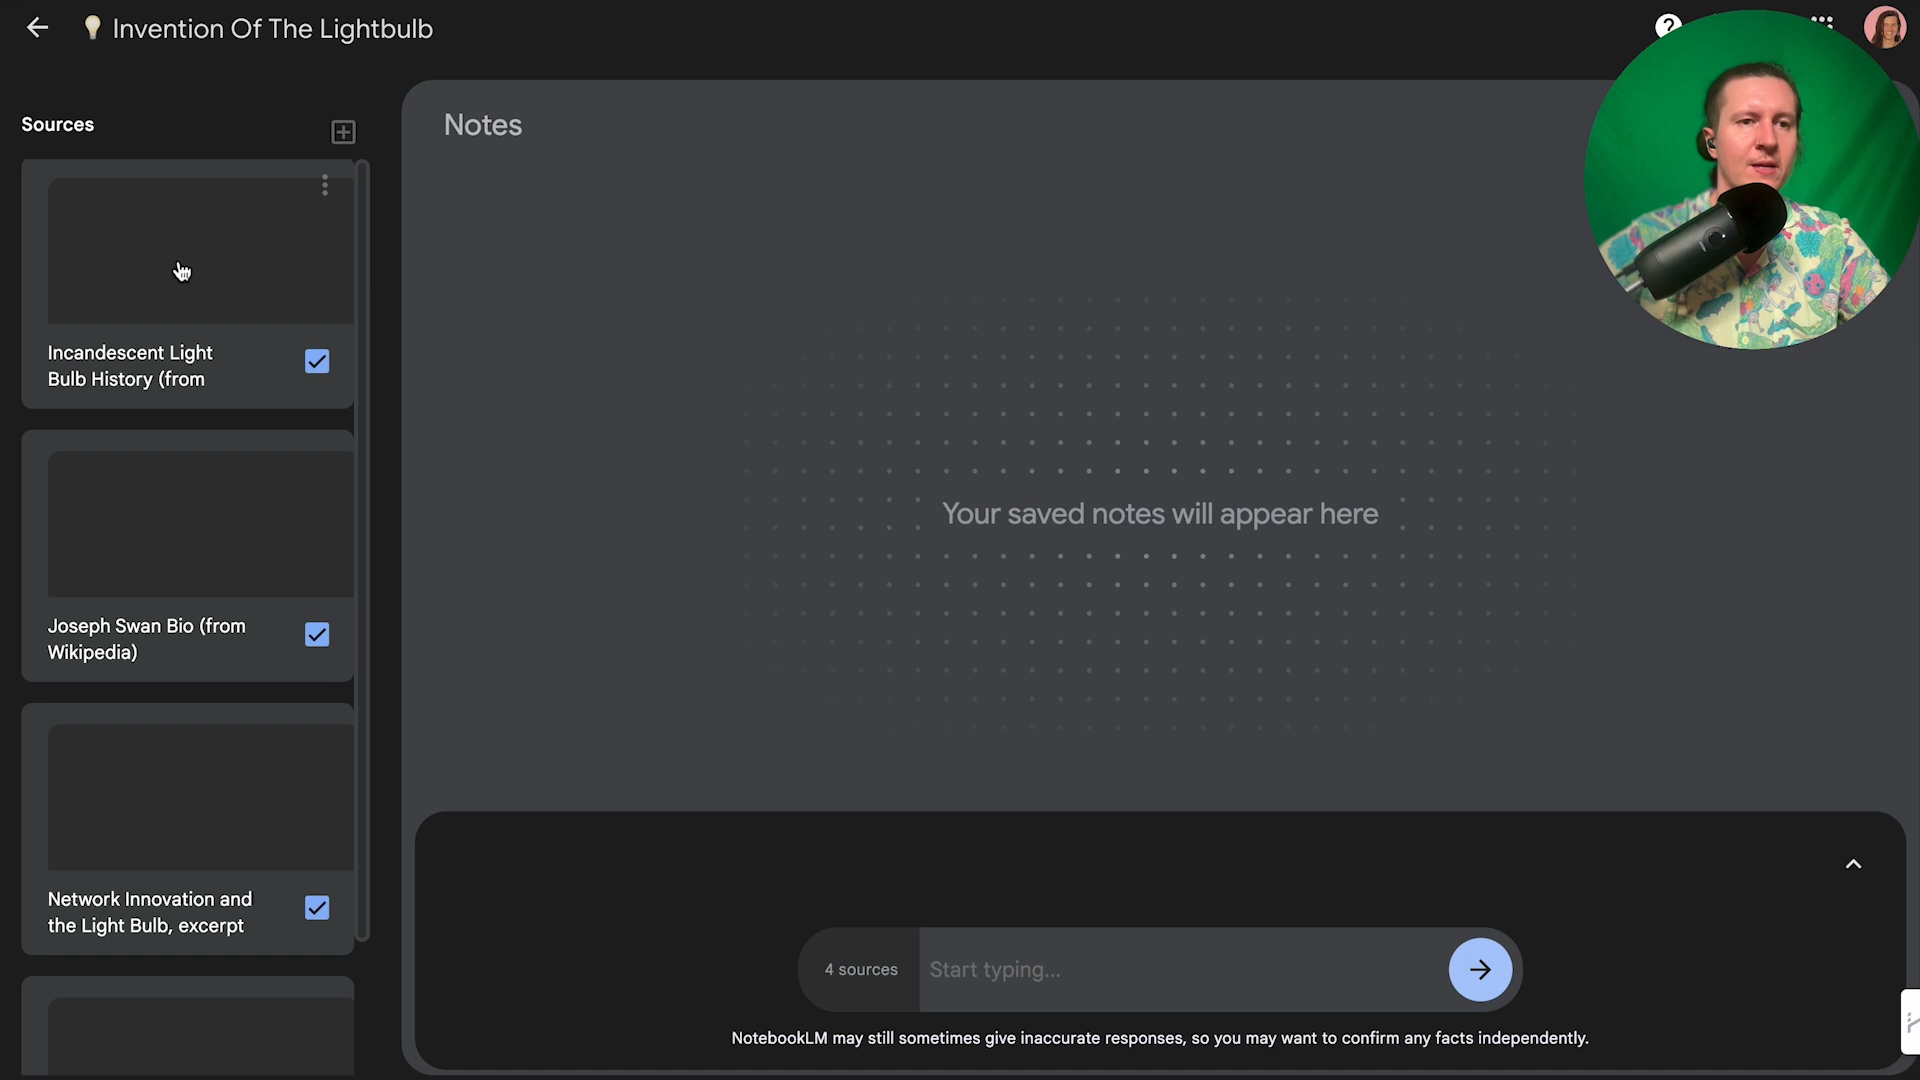 Invention Of The Lightbulb
?
Sources
Notes
Incandescent Light
Bulb History (from
Joseph Swan Bio (from
Wikipedia)
Network Innovation and
the Light Bulb, excerpt
Your saved notes will appear here
4 sources
Start typing...
NotebookLM may still sometimes give inaccurate responses, so you may want to confirm any facts independently.